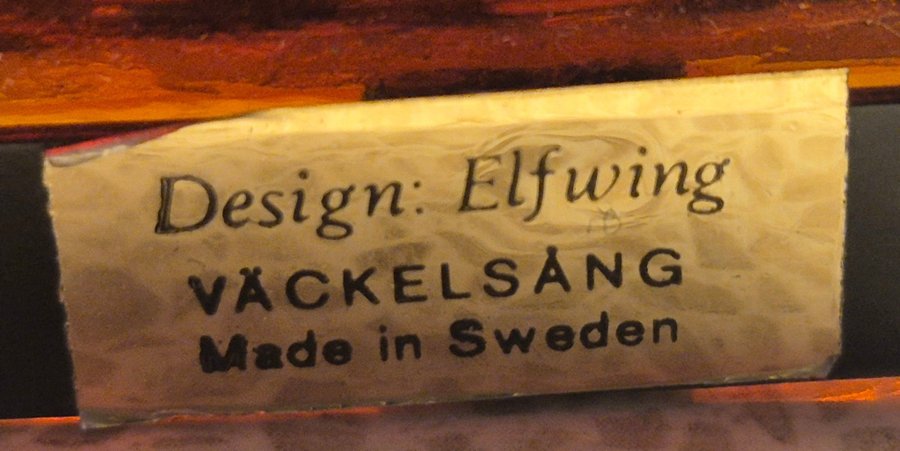 Design: Elfwing
VÄCKELSÅNG
Made in Sweden